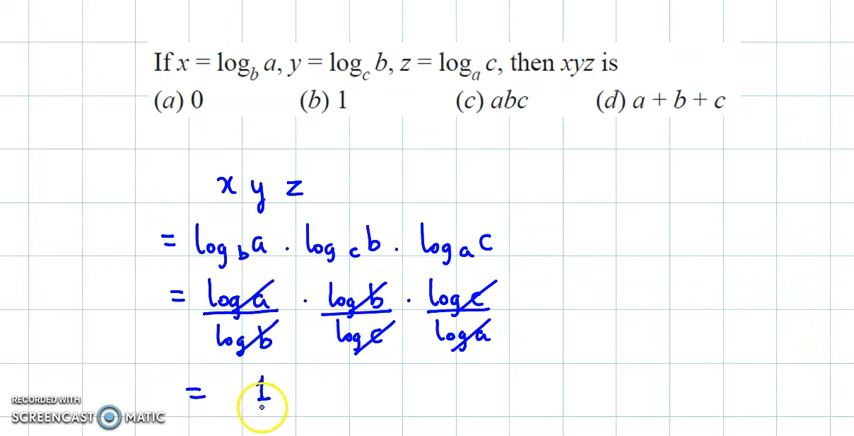 If x = log_b a, y = log_c b, z = log_a c, then xyz is
(a) 0 (b) 1 (c) abc (d) a + b + c
x y z
= log_b a . log_c b . log_a c
= log a / log b . log b / log c . log c / log a
= 1
RECORDED WITH
SCREENCAST MATIC